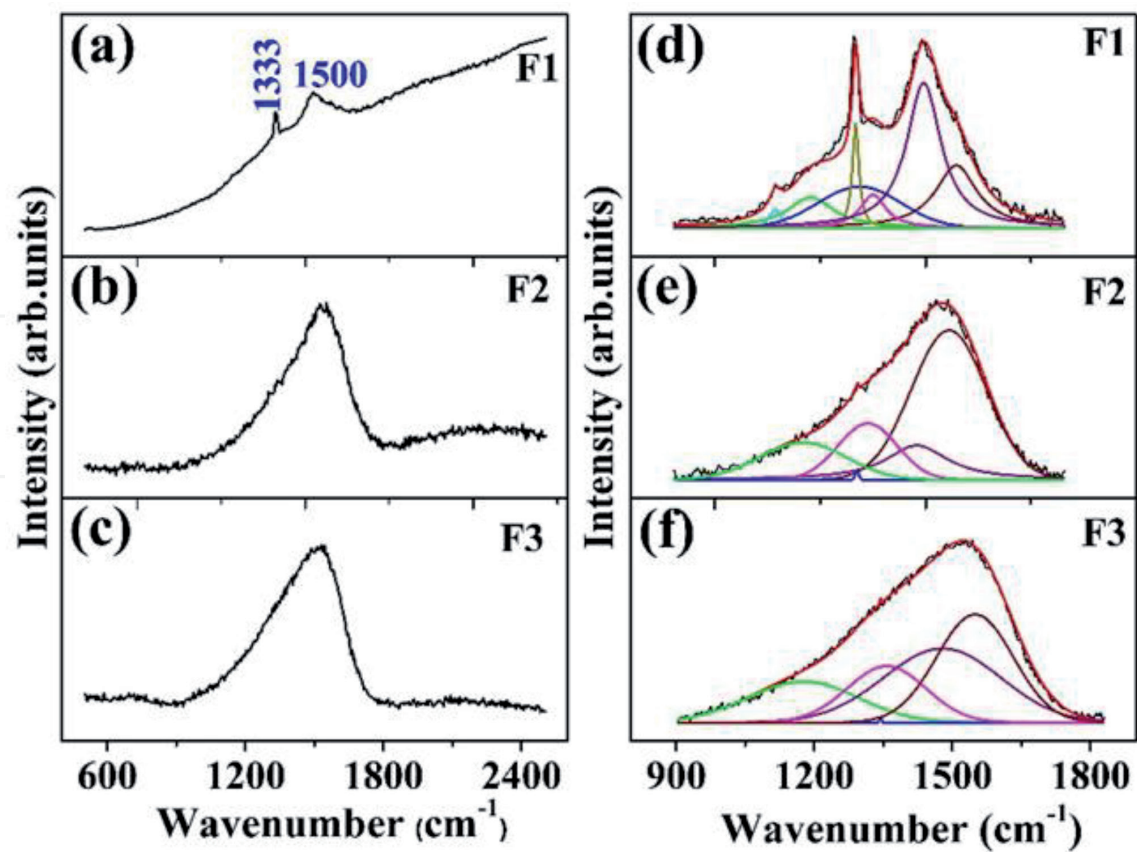 (a)
1333
1500
F1
(b)
F2
(c)
F3
Intensity (arb.units)
600 1200 1800 2400
Wavenumber (cm-1)
(d)
F1
(e)
F2
(f)
F3
Intensity (arb.units)
900 1200 1500 1800
Wavenumber (cm-1)